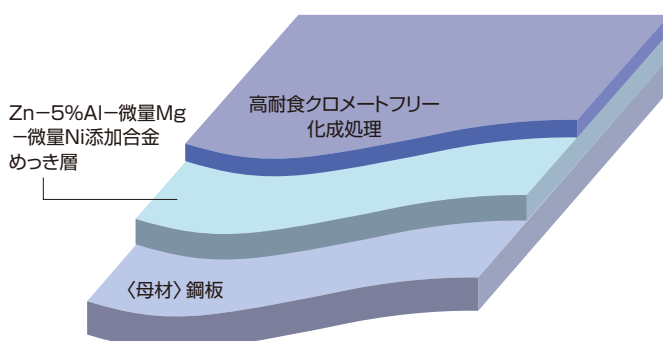 Zn−5%Al−微量Mg
−微量Ni添加合金
めっき層
高耐食クロメートフリー
化成処理
〈母材〉鋼板